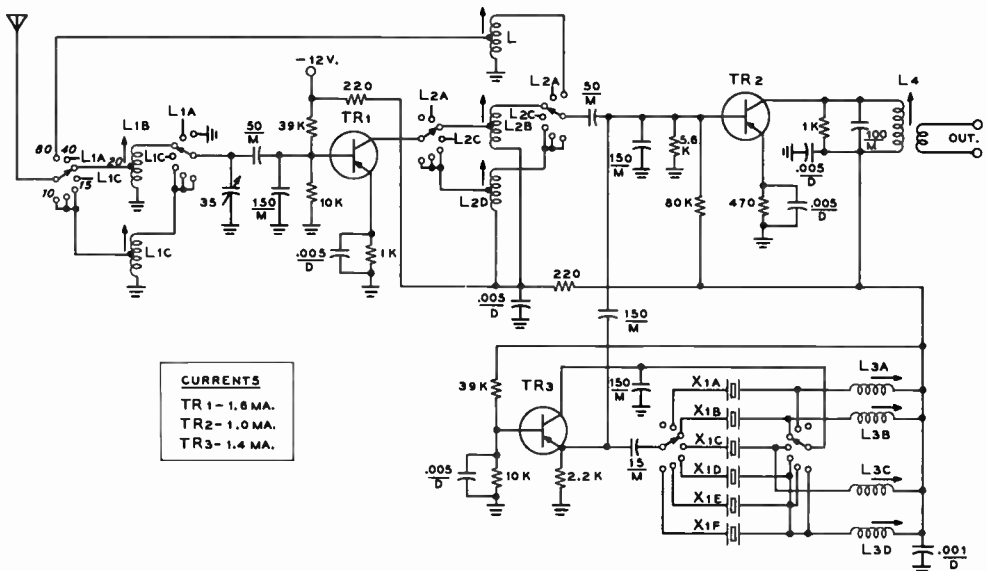 L
-12V.
220
L2A
L2A
50
M
TR2
L4
L1A
L1B
50
M
39K
TR1
L2C
L2B
L2C
1K
100
M
OUT.
80
40
L1A
20
L1C
L1C
15
10
35
150
M
10K
L2D
150
M
5.6
K
.005
D
80K
470
.005
D
L1C
.005
D
1K
.005
D
220
150
M
CURRENTS
TR1-1.6 MA.
TR2-1.0 MA.
TR3-1.4 MA.
39K
TR3
150
M
X1A
L3A
X1B
L3B
X1C
15
M
X1D
L3C
.005
D
10K
2.2K
X1E
X1F
L3D
.001
D